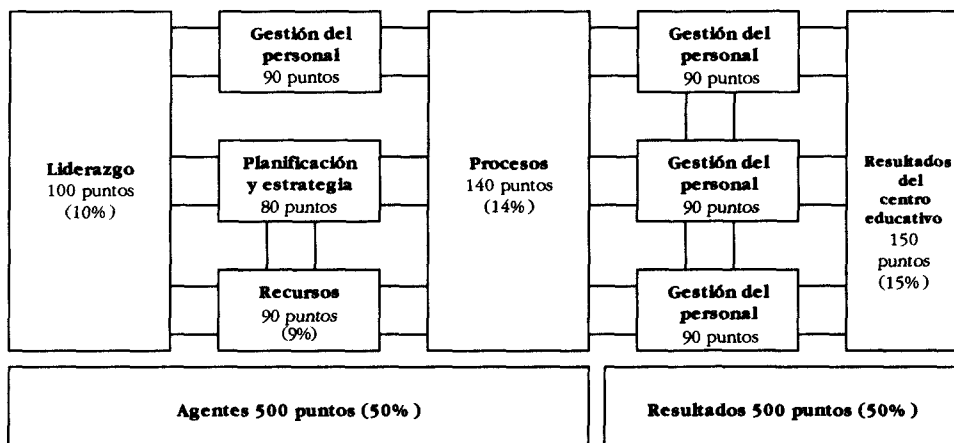 Liderazgo
100 puntos
(10%)
Gestión del
personal
90 puntos
Planificación
y estrategia
80 puntos
Recursos
90 puntos
(9%)
Procesos
140 puntos
(14%)
Gestión del
personal
90 puntos
Gestión del
personal
90 puntos
Gestión del
personal
90 puntos
Resultados
del
centro
educativo
150
puntos
(15%)
Agentes 500 puntos (50%)
Resultados 500 puntos (50%)